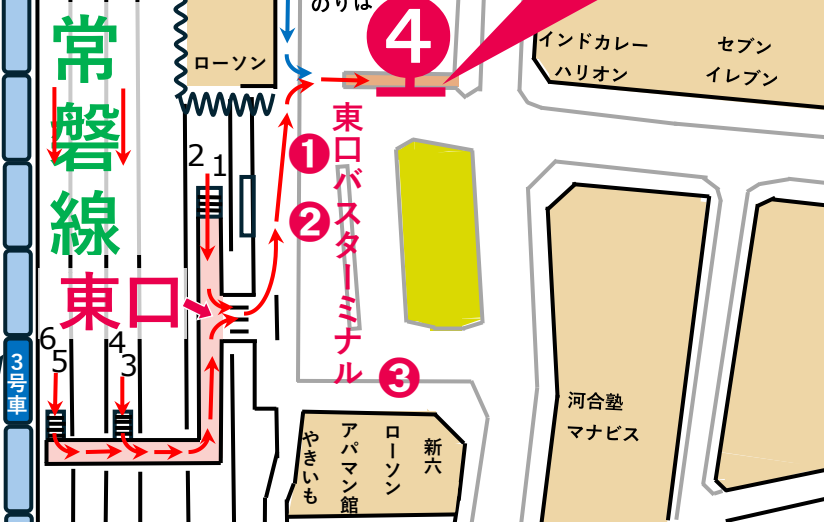 のりば
4
ローソン
インドカレー
ハリオン
セブン
イレブン
常磐線
東口バスターミナル
1
2
2 1
東口
6
5
4
3
3号車
3
河合塾
マナビス
やきいも
アパマン館
ローソン
新六